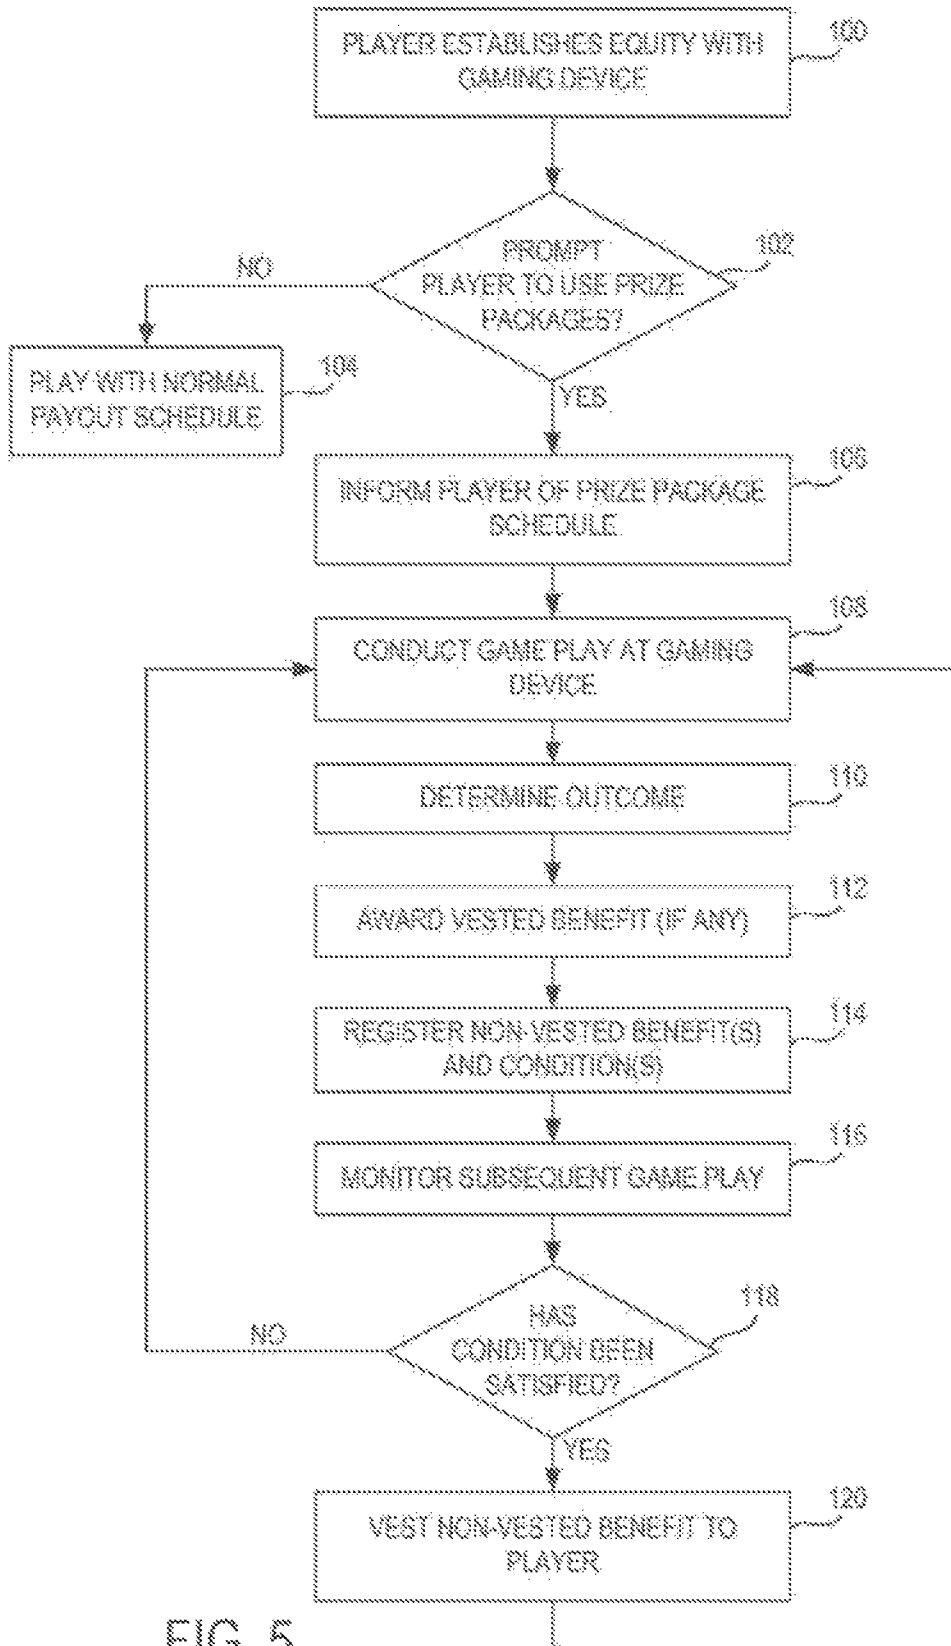 PLAYER ESTABLISHES EQUITY WITH
GAMING DEVICE
100
PROMPT
PLAYER TO USE PRIZE
PACKAGES?
102
NO
PLAY WITH NORMAL
PAYOUT SCHEDULE
104
YES
INFORM PLAYER OF PRIZE PACKAGE
SCHEDULE
106
CONDUCT GAME PLAY AT GAMING
DEVICE
108
DETERMINE OUTCOME
110
AWARD VESTED BENEFIT (IF ANY)
112
REGISTER NON-VESTED BENEFIT(S)
AND CONDITION(S)
114
MONITOR SUBSEQUENT GAME PLAY
116
HAS
CONDITION BEEN
SATISFIED?
118
NO
YES
VEST NON-VESTED BENEFIT TO
PLAYER
120
FIG. 5